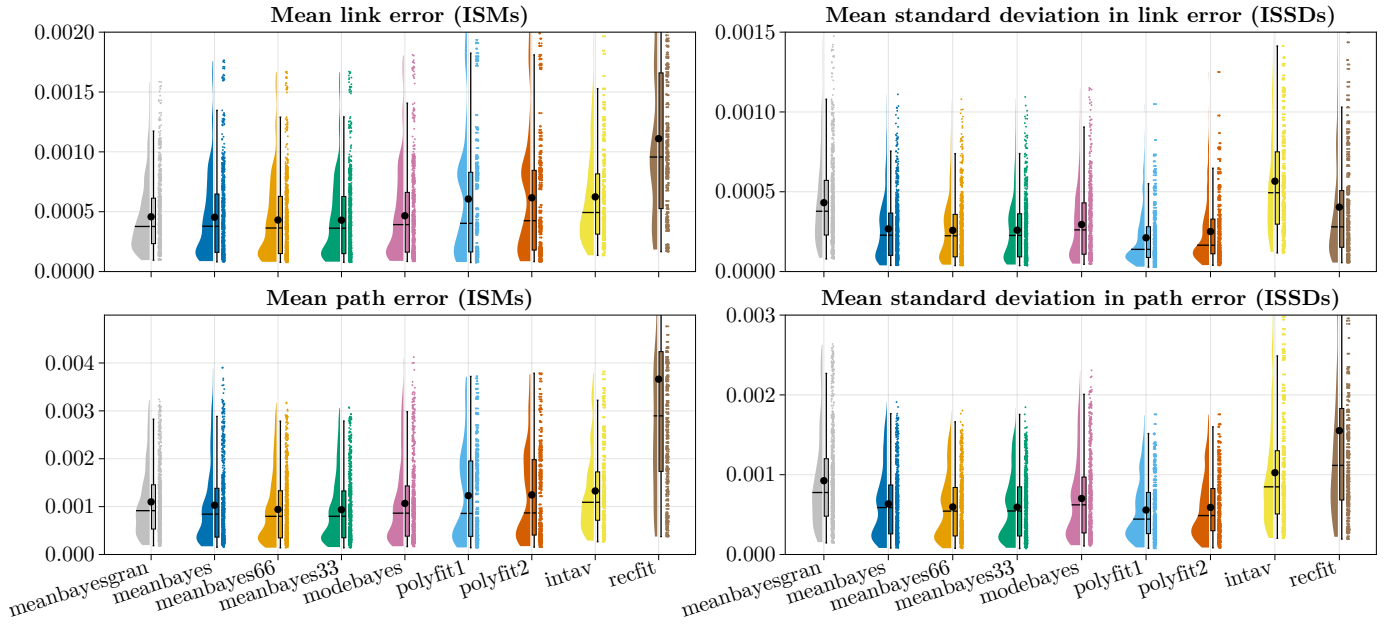 Mean link error (ISMs)
0.0020
0.0015
0.0010
0.0005
0.0000
Mean standard deviation in link error (ISSDs)
0.0015
0.0010
0.0005
0.0000
Mean path error (ISMs)
0.004
0.003
0.002
0.001
0.000
meanbayesgran
meanbayes
meanbayes66
meanbayes33
modebayes
polyfit1
polyfit2
intav
recfit
Mean standard deviation in path error (ISSDs)
0.003
0.002
0.001
0.000
meanbayesgran
meanbayes
meanbayes66
meanbayes33
modebayes
polyfit1
polyfit2
intav
recfit